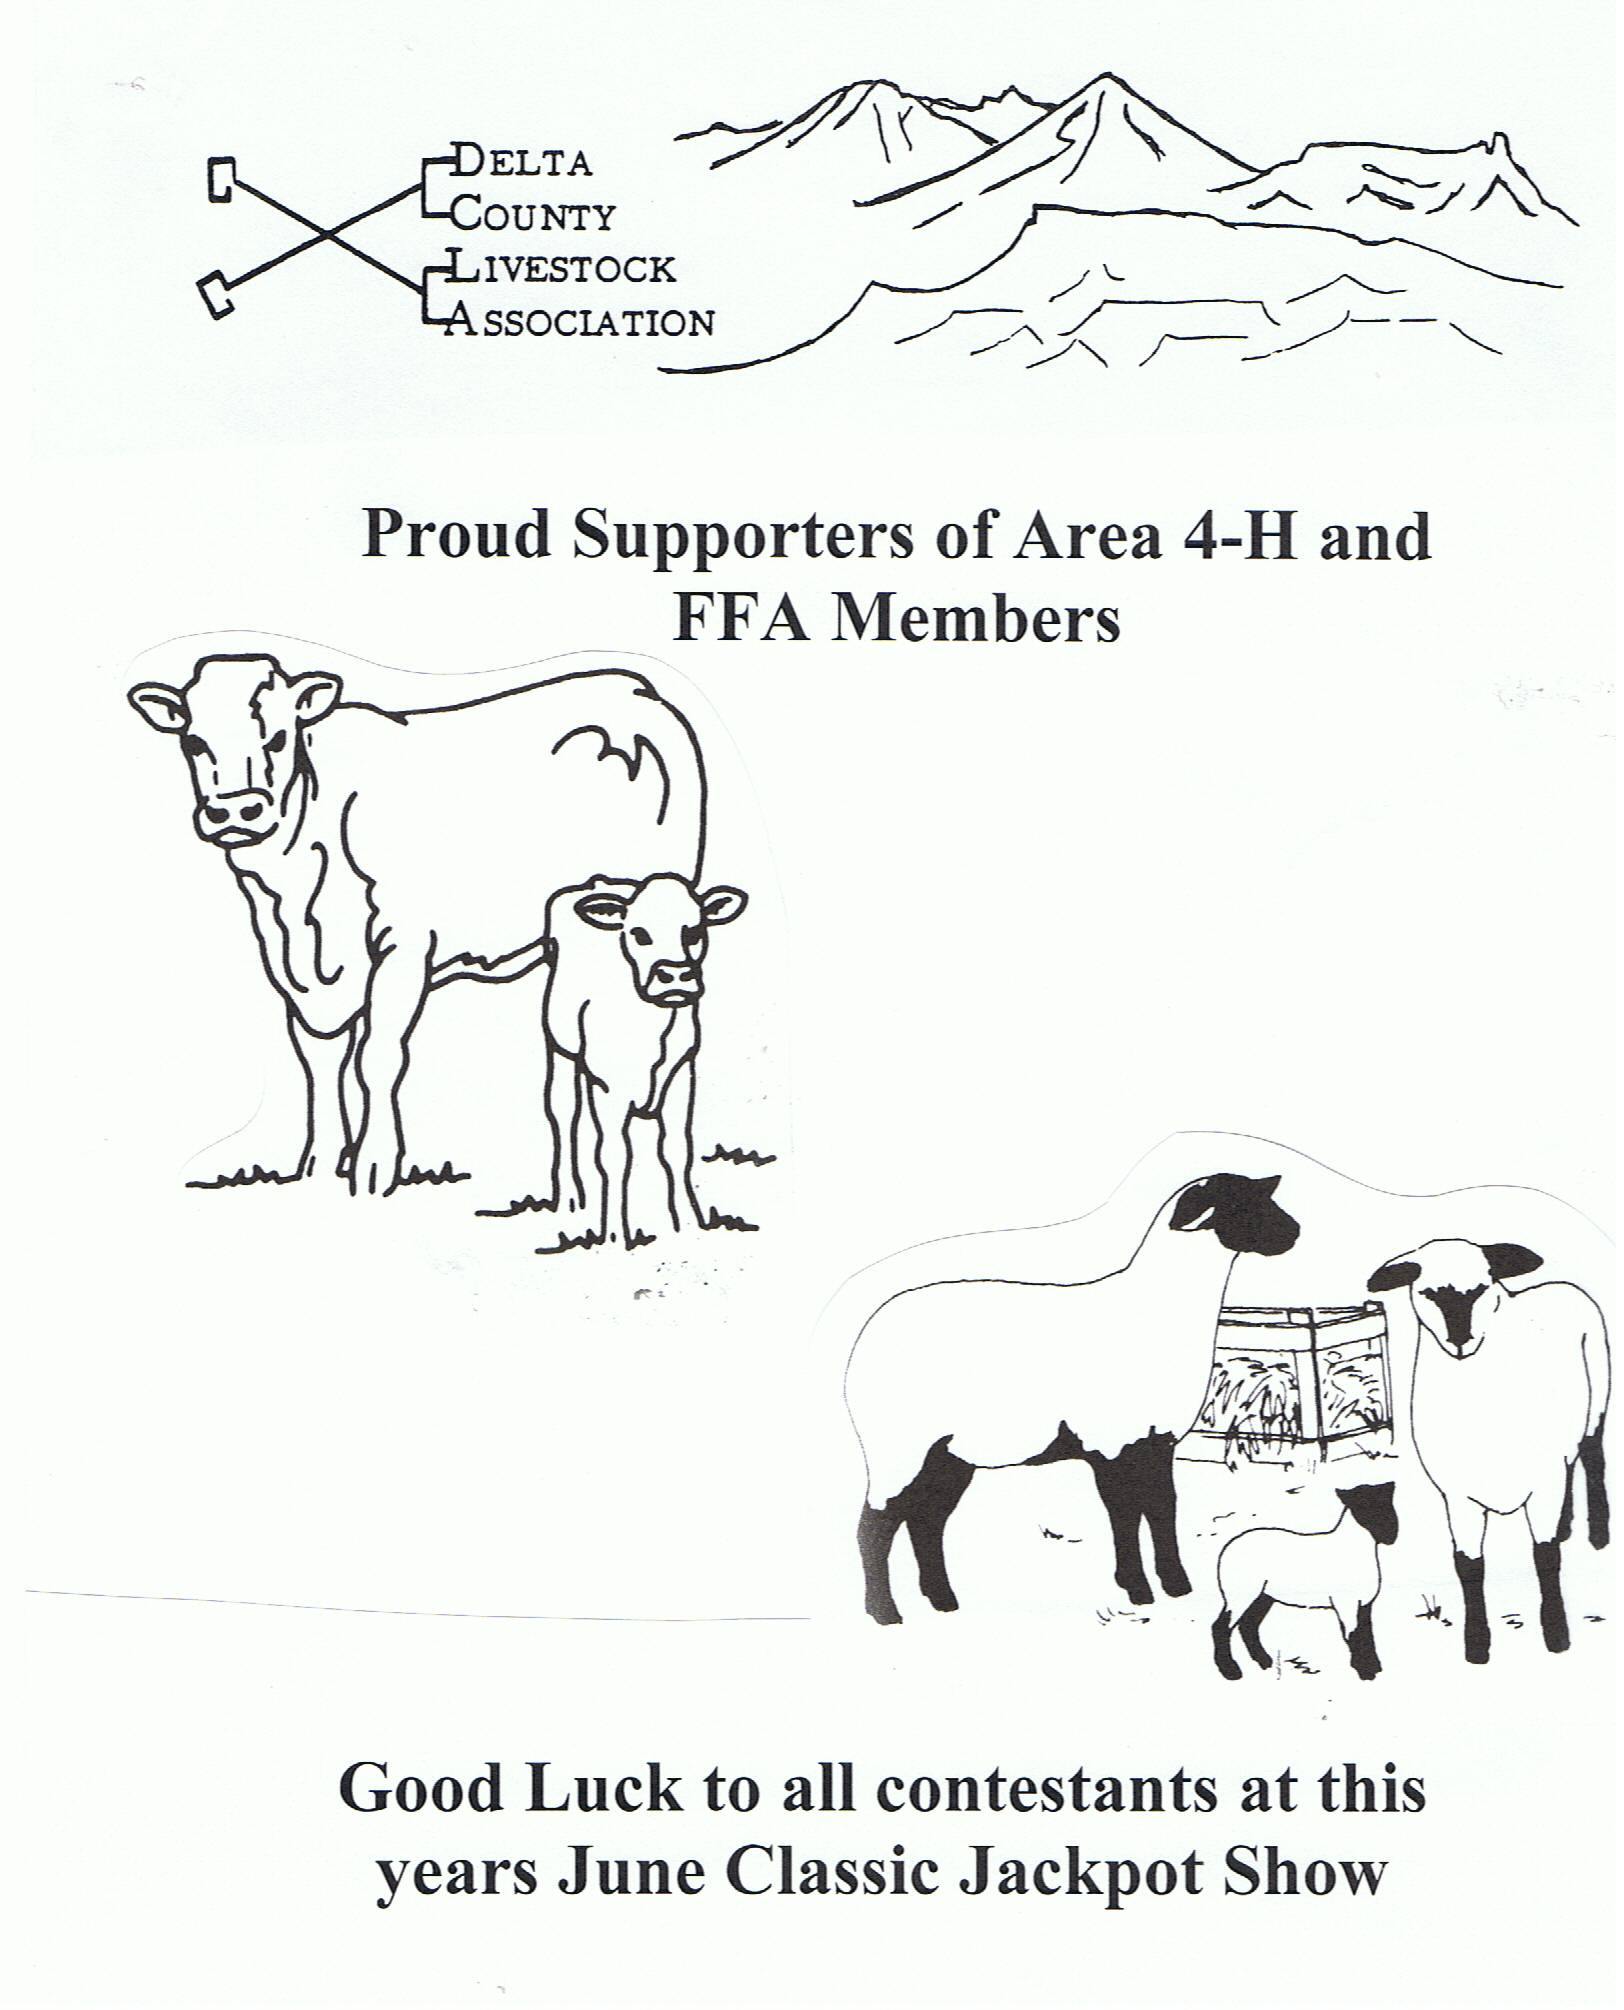 DELTA
COUNTY
LIVESTOCK
ASSOCIATION
Proud Supporters of Area 4-H and
FFA Members
Good Luck to all contestants at this
years June Classic Jackpot Show